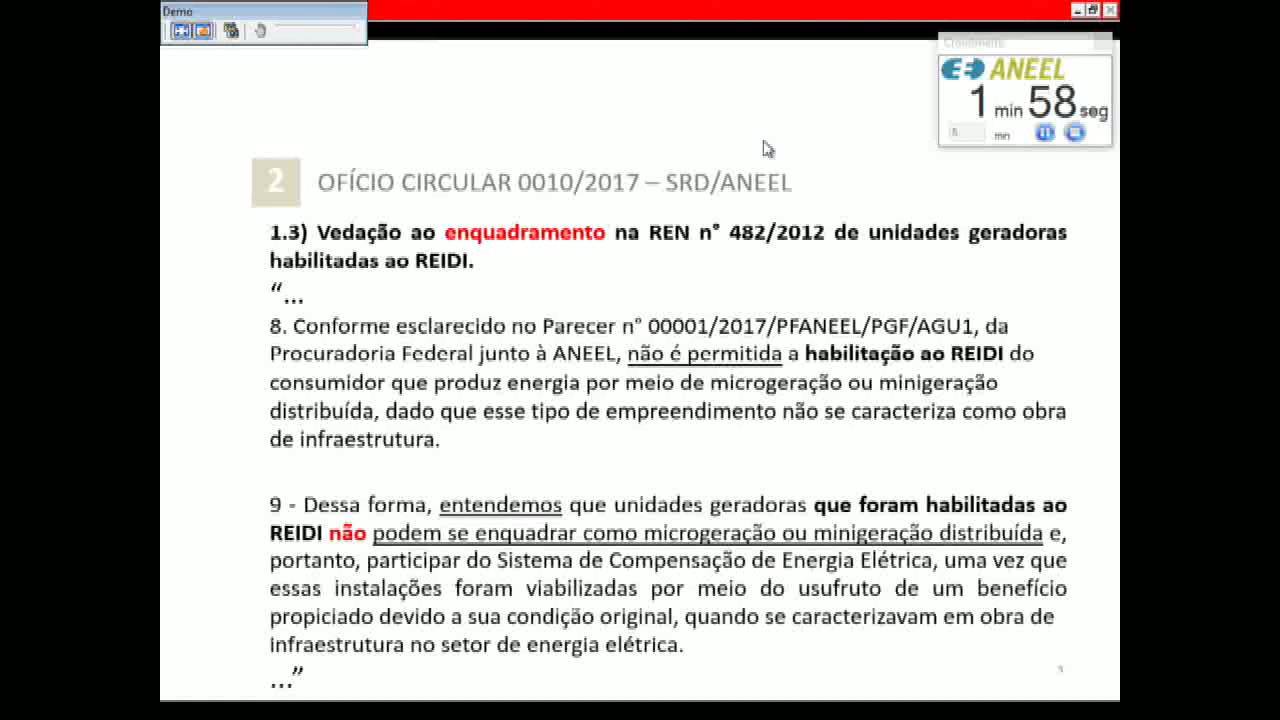 Demo
Cronômetro
ANEEL
1 min 58 seg
mn
2 OFÍCIO CIRCULAR 0010/2017 – SRD/ANEEL
1.3) Vedação ao enquadramento na REN n° 482/2012 de unidades geradoras
habilitadas ao REIDI.
“...
8. Conforme esclarecido no Parecer n° 00001/2017/PFANEEL/PGF/AGU1, da
Procuradoria Federal junto à ANEEL, não é permitida a habilitação ao REIDI do
consumidor que produz energia por meio de microgeração ou minigeração
distribuída, dado que esse tipo de empreendimento não se caracteriza como obra
de infraestrutura.
9 - Dessa forma, entendemos que unidades geradoras que foram habilitadas ao
REIDI não podem se enquadrar como microgeração ou minigeração distribuída e,
portanto, participar do Sistema de Compensação de Energia Elétrica, uma vez que
essas instalações foram viabilizadas por meio do usufruto de um benefício
propiciado devido a sua condição original, quando se caracterizavam em obra de
infraestrutura no setor de energia elétrica.
...”